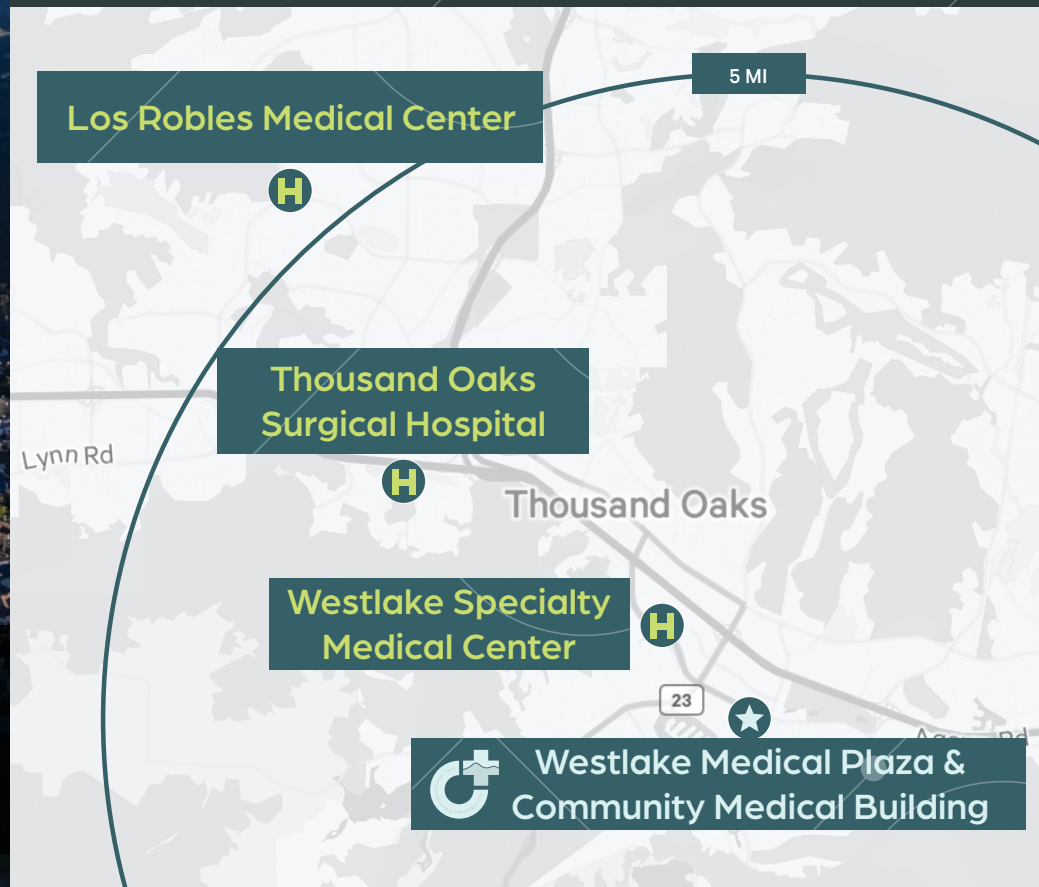 5 MI
Los Robles Medical Center
H
Thousand Oaks
Surgical Hospital
Lynn Rd
H
Thousand Oaks
Westlake Specialty
Medical Center
H
23
Westlake Medical Plaza &
Community Medical Building